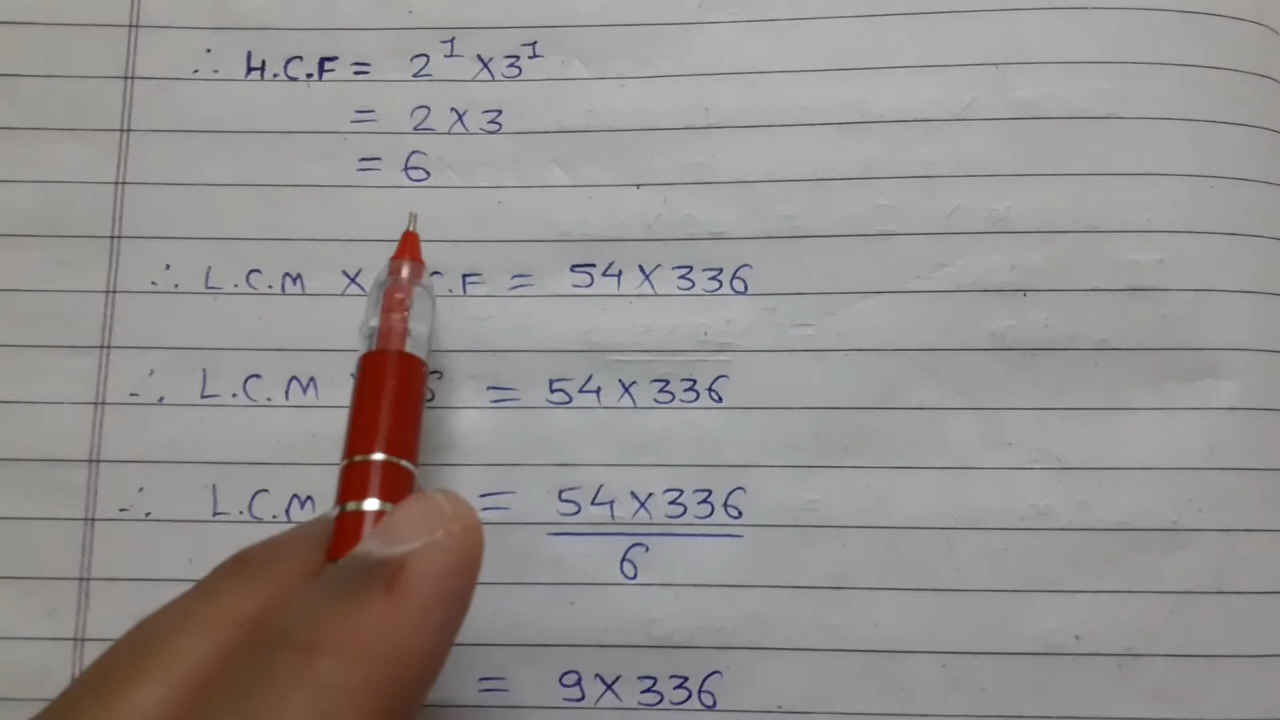 ∴ H.C.F = 2¹ × 3¹
= 2 × 3
= 6
∴ L.C.M × .F = 54 × 336
∴ L.C.M = 54 × 336
∴ L.C.M = 54 × 336
6
= 9 × 336